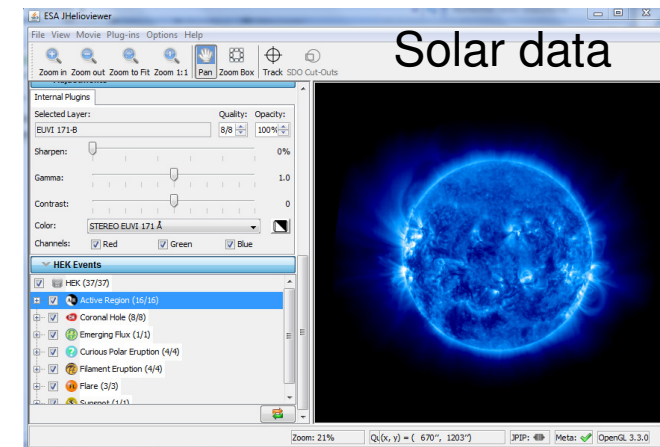 ESA JHelioviewer
Solar data
File View Movie Plug-ins Options Help
Zoom in Zoom out Zoom to Fit Zoom 1:1 Pan Zoom Box Track SDO Cut-Outs
Internal Plugins
Selected Layer: Quality: Opacity:
EUVI 171-B 8/8 100%
Sharpen: 0%
Gamma: 1.0
Contrast: 0
Color: STEREO EUVI 171 Å
Channels: Red Green Blue
HEK Events
HEK (37/37)
Active Region (16/16)
Coronal Hole (8/8)
Emerging Flux (1/1)
Curious Polar Eruption (4/4)
Filament Eruption (4/4)
Flare (3/3)
Sunspot (1/1)
Zoom: 21% (x, y) = ( 670″, 1203″) JPIP: Meta: OpenGL 3.3.0